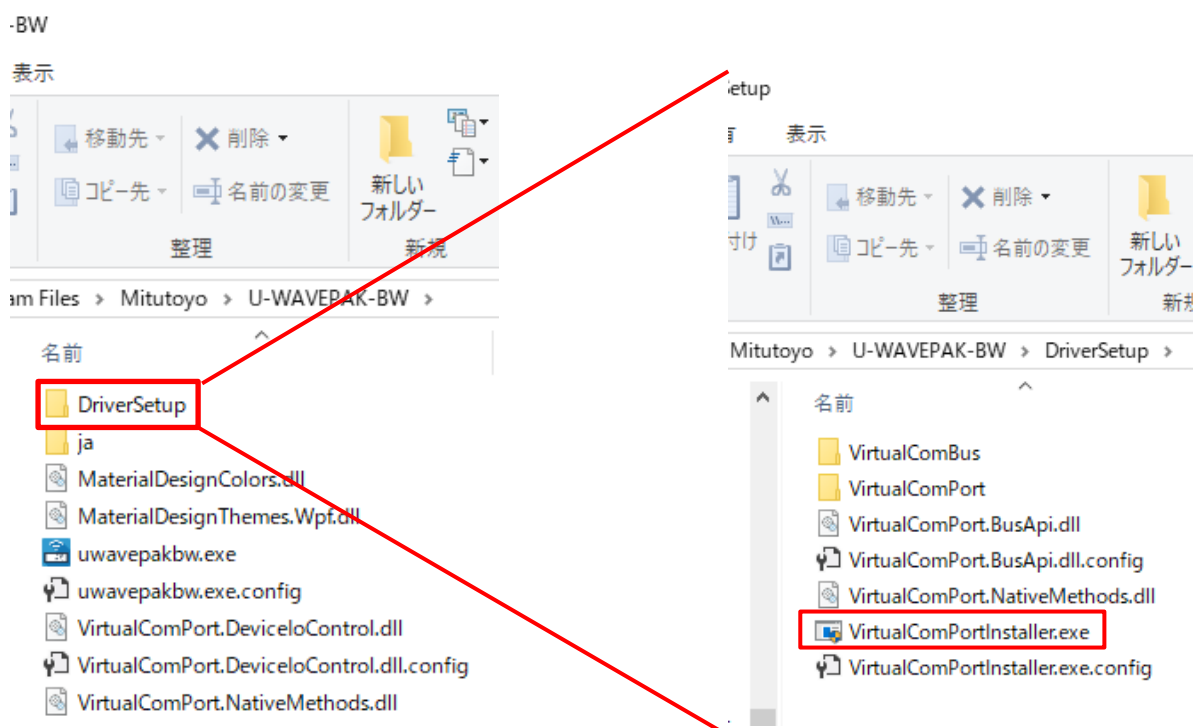 -BW
表示
移動先
削除
コピー先
名前の変更
新しい
フォルダー
整理
新規
am Files > Mitutoyo > U-WAVEPAK-BW >
名前
DriverSetup
ja
MaterialDesignColors.dll
MaterialDesignThemes.Wpf.dll
uwavepakbw.exe
uwavepakbw.exe.config
VirtualComPort.DeviceIoControl.dll
VirtualComPort.DeviceIoControl.dll.config
VirtualComPort.NativeMethods.dll
etup
表示
移動先
削除
付け
コピー先
名前の変更
新しい
フォルダー
整理
新規
Mitutoyo > U-WAVEPAK-BW > DriverSetup >
名前
VirtualComBus
VirtualComPort
VirtualComPort.BusApi.dll
VirtualComPort.BusApi.dll.config
VirtualComPort.NativeMethods.dll
VirtualComPortInstaller.exe
VirtualComPortInstaller.exe.config